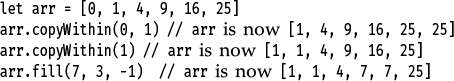 let arr = [0, 1, 4, 9, 16, 25]
arr.copyWithin(0, 1) // arr is now [1, 4, 9, 16, 25, 25]
arr.copyWithin(1) // arr is now [1, 1, 4, 9, 16, 25]
arr.fill(7, 3, -1)  // arr is now [1, 1, 4, 7, 7, 25]